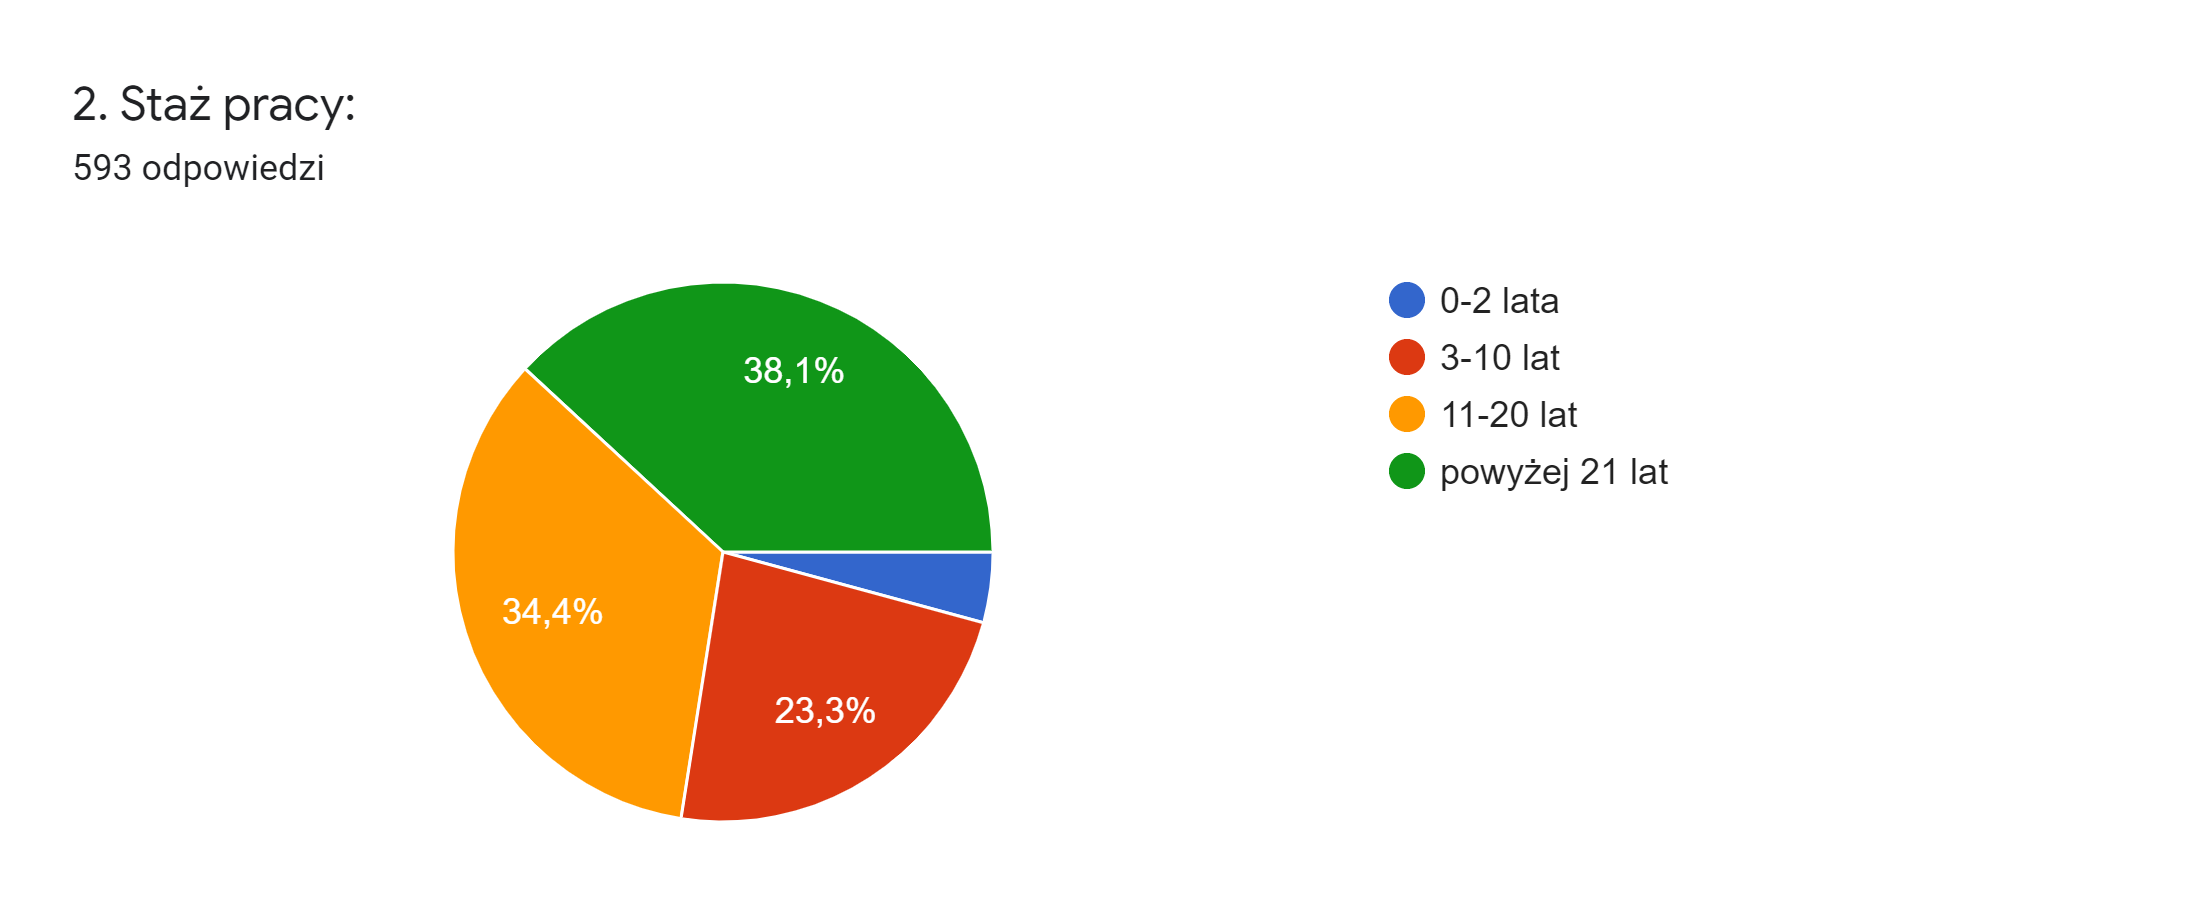 2. Staż pracy:
593 odpowiedzi
38,1%
34,4%
23,3%
0-2 lata
3-10 lat
11-20 lat
powyżej 21 lat